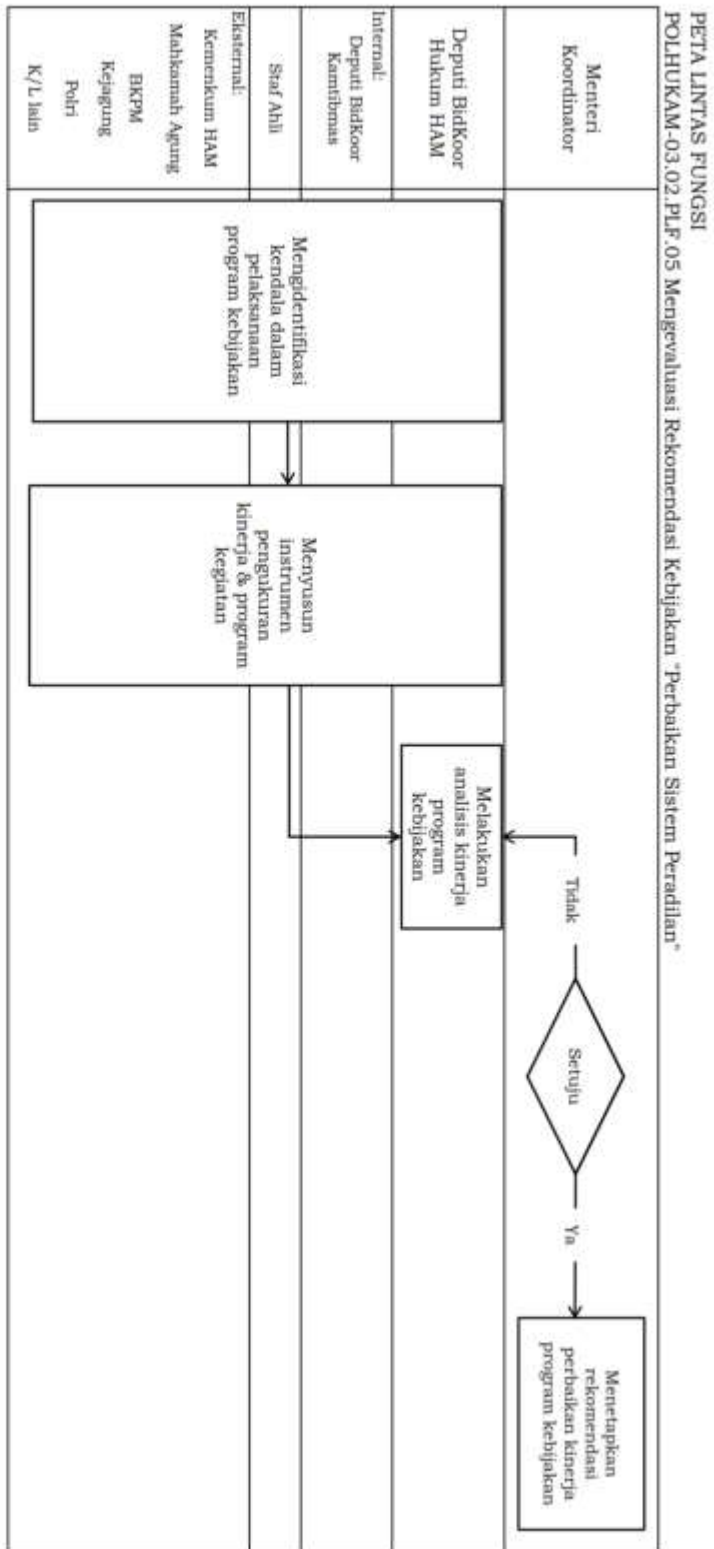 PETA LINTAS FUNGSI
POLHUKAM-03.02.PLF.05 Mengevaluasi Rekomendasi Kebijakan "Perbaikan Sistem Peradilan"
Menteri
Koordinator
Tidak
Setuju
Ya
Menetapkan
rekomendasi
perbaikan kinerja
program kebijakan
Deputi BidKoor
Hukum HAM
Melakukan
analisis kinerja
program
kebijakan
Internal:
Deputi BidKoor
Kamtibmas
Staf Ahli
Eksternal:
Kemenkum HAM
Mahkamah Agung
BKPM
Kejagung
Polri
K/L lain
Mengidentifikasi
kendala dalam
pelaksanaan
program kebijakan
Menyusun
instrumen
pengukuran
kinerja & program
kegiatan